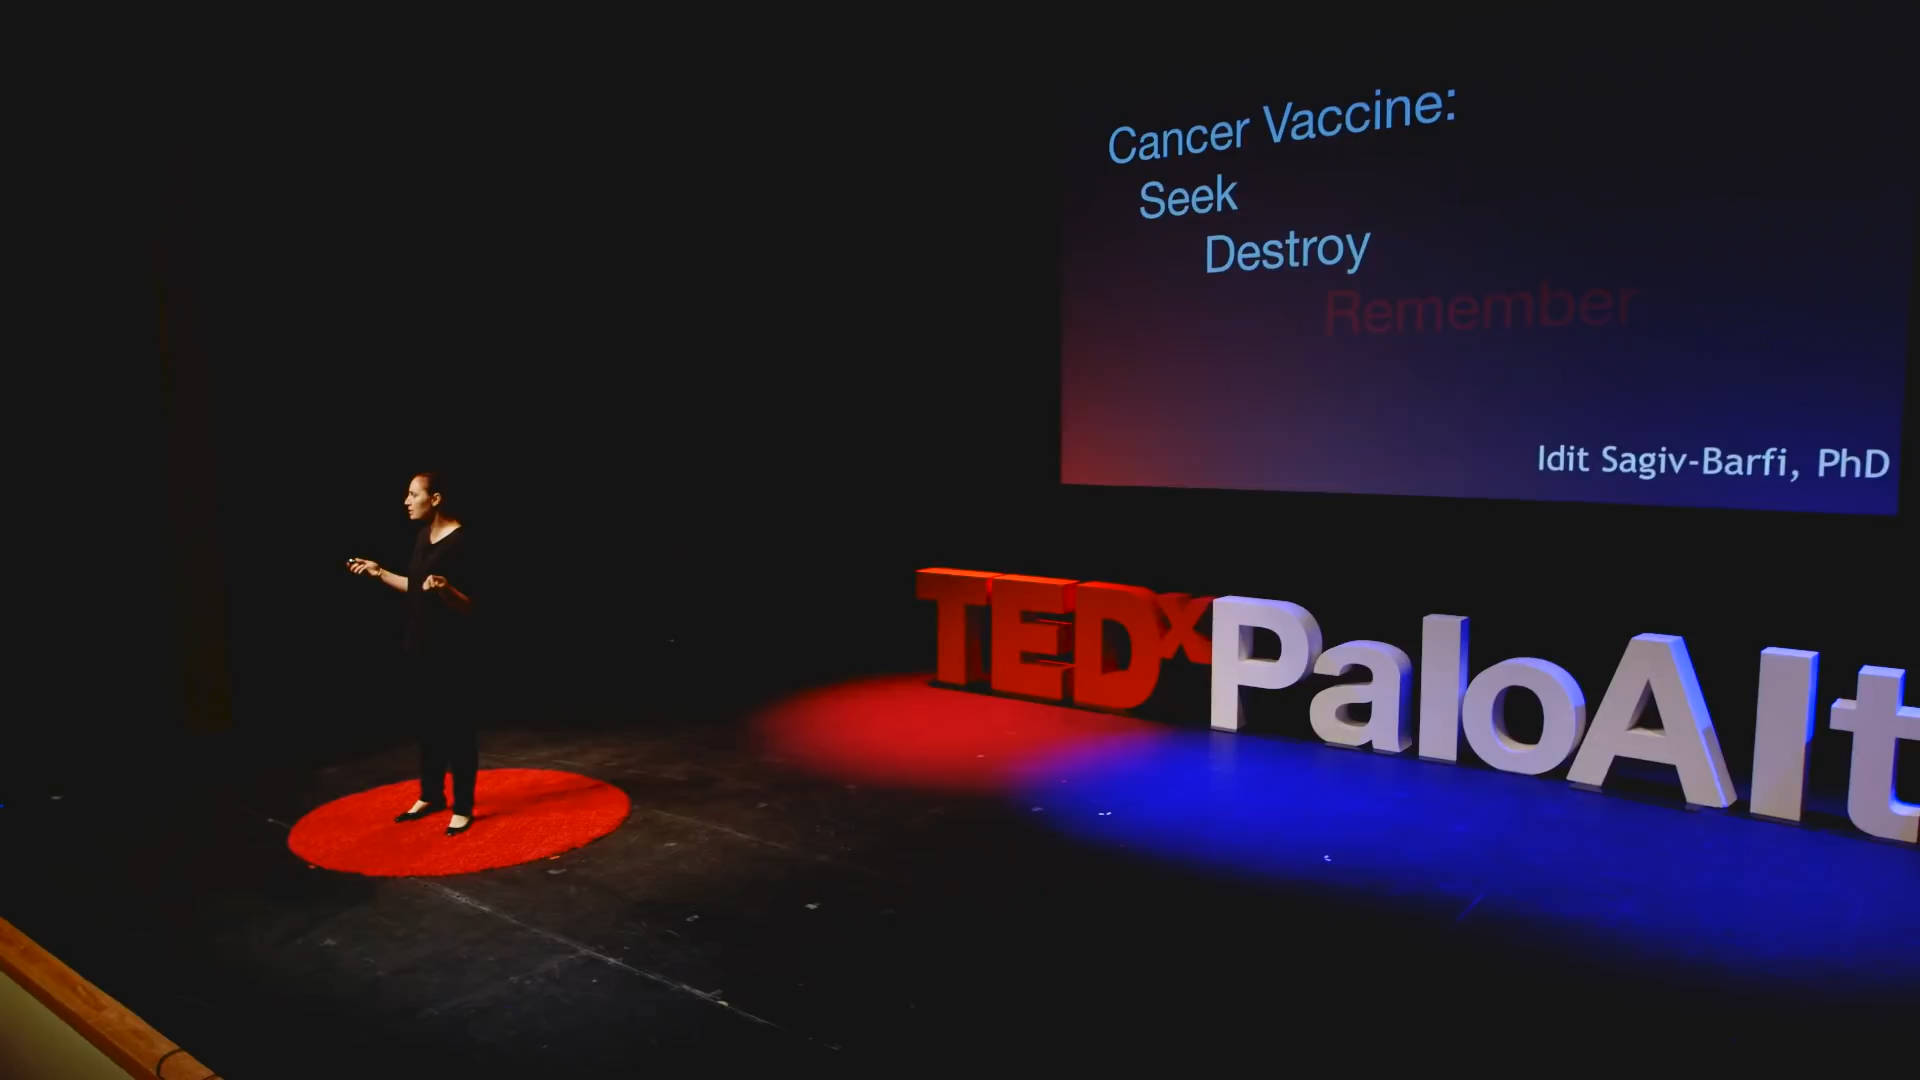 Cancer Vaccine:
Seek
Destroy
Remember
Idit Sagiv-Barfi, PhD
TEDxPaloAlt